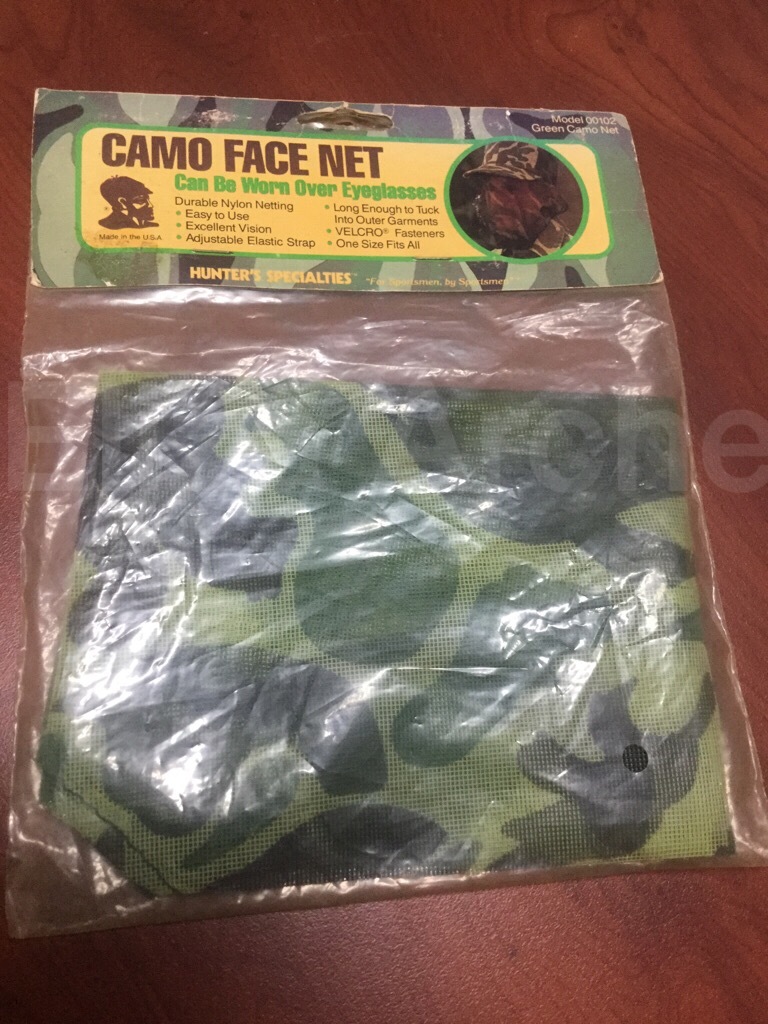 Model 00102
Green Camo Net
CAMO FACE NET
Can Be Worn Over Eyeglasses
Durable Nylon Netting
• Easy to Use
• Excellent Vision
• Adjustable Elastic Strap
• Long Enough to Tuck
Into Outer Garments
• VELCRO® Fasteners
• One Size Fits All
Made in the U.S.A.
HUNTER'S SPECIALTIES™ "For Sportsmen, by Sportsmen"